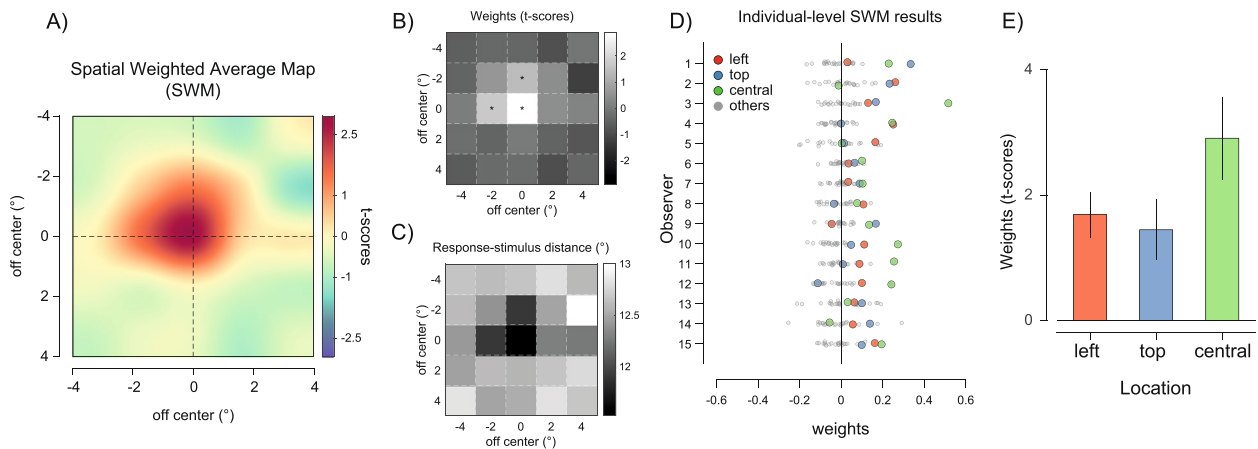 A)
Spatial Weighted Average Map
(SWM)
-4
-2
0
2
4
off center (°)
-4 -2 0 2 4
off center (°)
2.5
1
0
-1
-2.5
t-scores
B)
Weights (t-scores)
-4
-2
0
2
4
off center (°)
* * *
-4 -2 0 2 4
off center (°)
2
1
0
-1
-2
C)
Response-stimulus distance (°)
-4
-2
0
2
4
off center (°)
-4 -2 0 2 4
off center (°)
13
12.5
12
D)
Individual-level SWM results
left
top
central
others
Observer
1
2
3
4
5
6
7
8
9
10
11
12
13
14
15
-0.6 -0.4 -0.2 0 0.2 0.4 0.6
weights
E)
Weights (t-scores)
4
2
0
left top central
Location